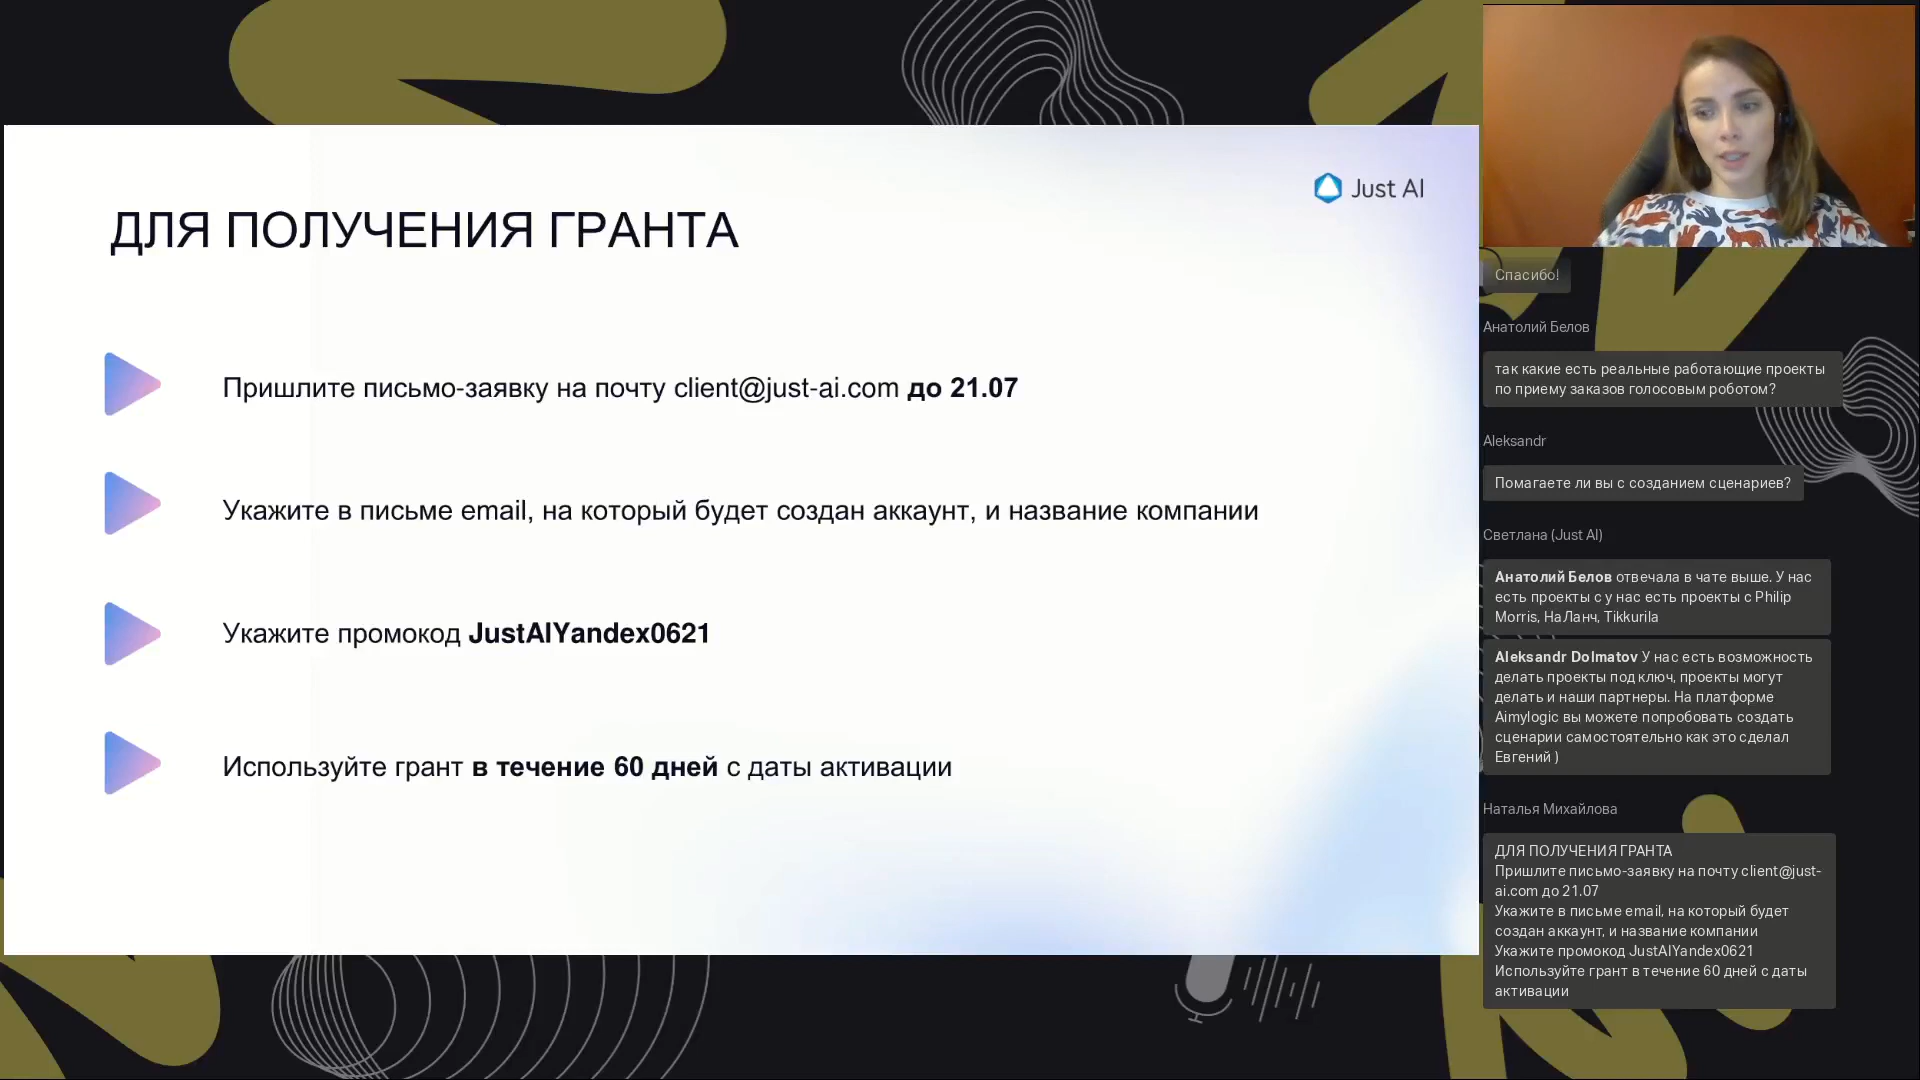 Just AI
ДЛЯ ПОЛУЧЕНИЯ ГРАНТА
Пришлите письмо-заявку на почту client@just-ai.com до 21.07
Укажите в письме email, на который будет создан аккаунт, и название компании
Укажите промокод JustAIYandex0621
Используйте грант в течение 60 дней с даты активации
Спасибо!
Анатолий Белов
так какие есть реальные работающие проекты
по приему заказов голосовым роботом?
Aleksandr
Помагаете ли вы с созданием сценариев?
Светлана (Just AI)
Анатолий Белов отвечала в чате выше. У нас
есть проекты с у нас есть проекты с Philip
Morris, НаЛанч, Tikkurila
Aleksandr Dolmatov У нас есть возможность
делать проекты под ключ, проекты могут
делать и наши партнеры. На платформе
Aimylogic вы можете попробовать создать
сценарии самостоятельно как это сделал
Евгений )
Наталья Михайлова
ДЛЯ ПОЛУЧЕНИЯ ГРАНТА
Пришлите письмо-заявку на почту client@just-
ai.com до 21.07
Укажите в письме email, на который будет
создан аккаунт, и название компании
Укажите промокод JustAIYandex0621
Используйте грант в течение 60 дней с даты
активации